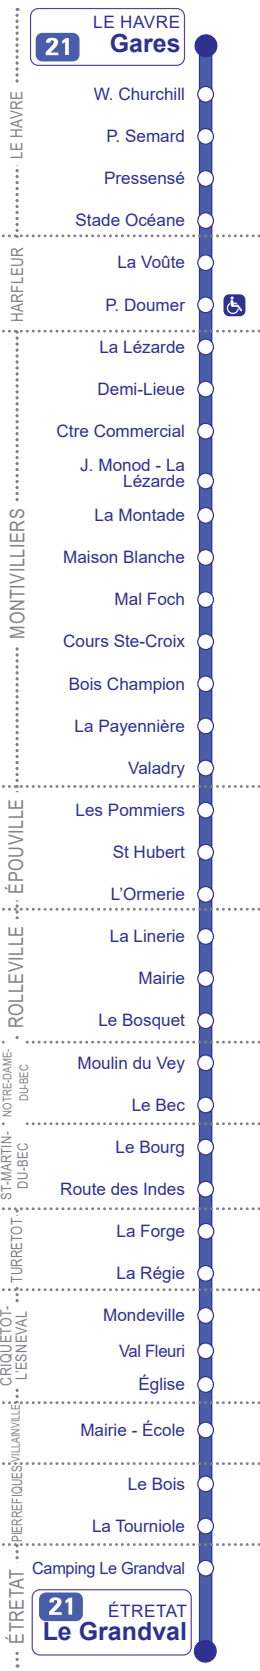 LE HAVRE
21 Gares
LE HAVRE
W. Churchill
P. Semard
Pressensé
Stade Océane
HARFLEUR
La Voûte
P. Doumer
MONTIVILLIERS
La Lézarde
Demi-Lieue
Ctre Commercial
J. Monod - La
Lézarde
La Montade
Maison Blanche
Mal Foch
Cours Ste-Croix
Bois Champion
La Payennière
Valadry
ÉPOUVILLE
Les Pommiers
St Hubert
L'Ormerie
ROLLEVILLE
La Linerie
Mairie
Le Bosquet
NOTRE-DAME-
DU-BEC
Moulin du Vey
Le Bec
ST-MARTIN-
DU-BEC
Le Bourg
Route des Indes
TURRETOT
La Forge
La Régie
CRIQUETOT-
L'ESNEVAL
Mondeville
Val Fleuri
Église
VILLAINVILLE
Mairie - École
PIERREFIQUES
Le Bois
La Tourniole
ÉTRETAT
Camping Le Grandval
21 ÉTRETAT
Le Grandval